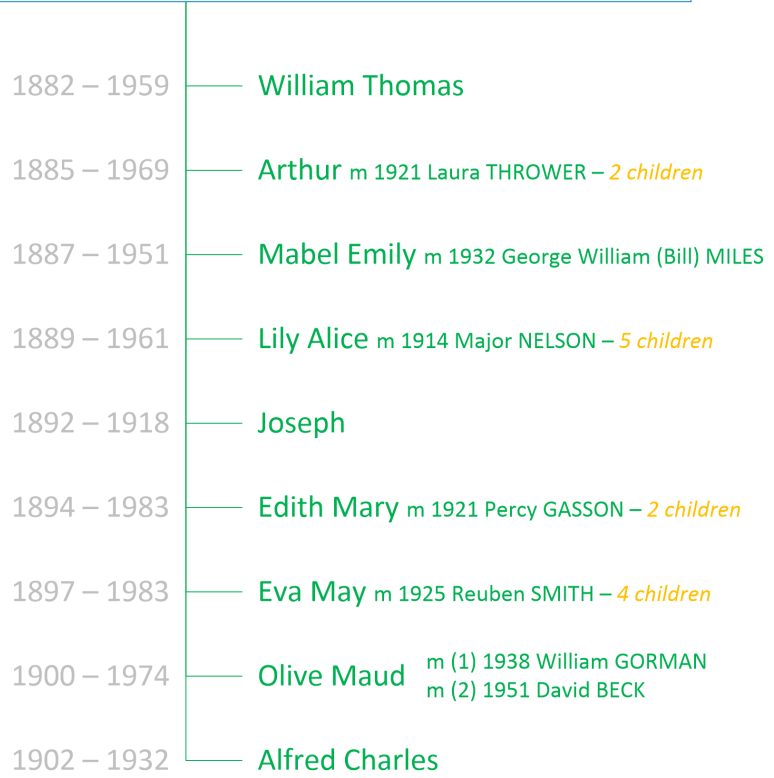 1882 – 1959 William Thomas
1885 – 1969 Arthur m 1921 Laura THROWER – 2 children
1887 – 1951 Mabel Emily m 1932 George William (Bill) MILES
1889 – 1961 Lily Alice m 1914 Major NELSON – 5 children
1892 – 1918 Joseph
1894 – 1983 Edith Mary m 1921 Percy GASSON – 2 children
1897 – 1983 Eva May m 1925 Reuben SMITH – 4 children
1900 – 1974 Olive Maud m (1) 1938 William GORMAN
m (2) 1951 David BECK
1902 – 1932 Alfred Charles